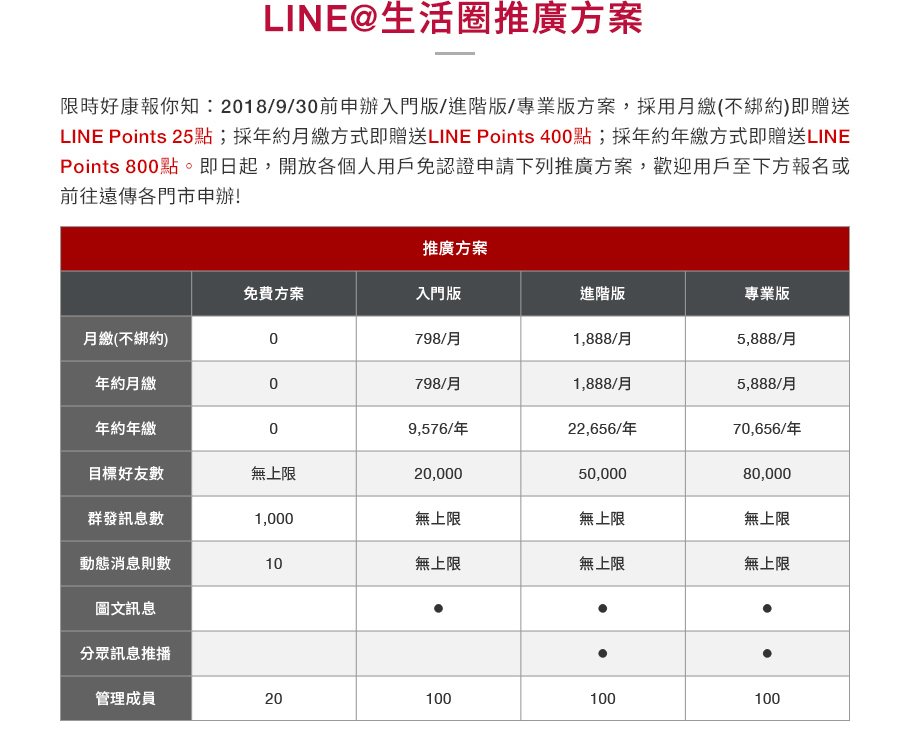 LINE@生活圈推廣方案
限時好康報你知：2018/9/30前申辦入門版/進階版/專業版方案，採用月繳(不綁約)即贈送
LINE Points 25點；採年約月繳方式即贈送LINE Points 400點；採年約年繳方式即贈送LINE
Points 800點。即日起，開放各個人用戶免認證申請下列推廣方案，歡迎用戶至下方報名或
前往遠傳各門市申辦!
推廣方案
免費方案 入門版 進階版 專業版
月繳(不綁約) 0 798/月 1,888/月 5,888/月
年約月繳 0 798/月 1,888/月 5,888/月
年約年繳 0 9,576/年 22,656/年 70,656/年
目標好友數 無上限 20,000 50,000 80,000
群發訊息數 1,000 無上限 無上限 無上限
動態消息則數 10 無上限 無上限 無上限
圖文訊息 ● ● ●
分眾訊息推播 ● ●
管理成員 20 100 100 100